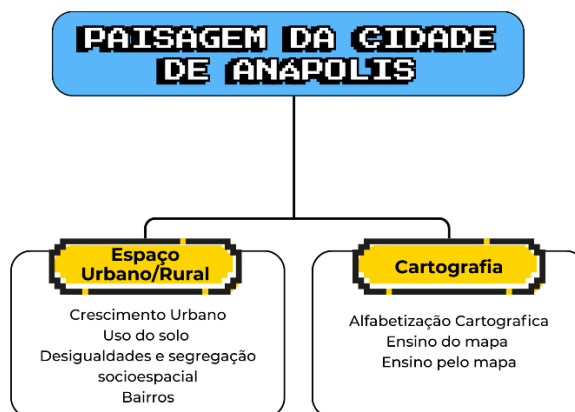 PAISAGEM DA CIDADE
DE ANÁPOLIS
Espaço
Urbano/Rural
Crescimento Urbano
Uso do solo
Desigualdades e segregação
socioespacial
Bairros
Cartografia
Alfabetização Cartografica
Ensino do mapa
Ensino pelo mapa